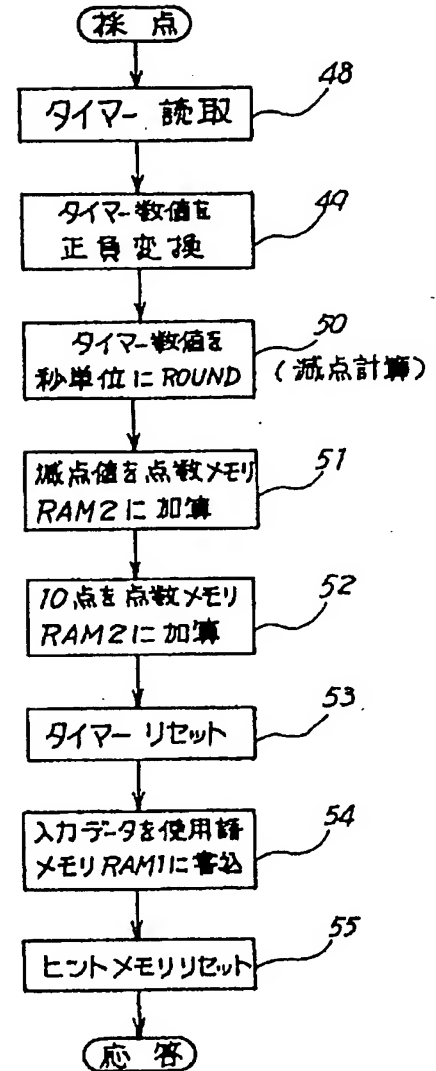 採点
48
タイマー 読取
49
タイマー数値を
正負変換
50
タイマー数値を
秒単位にROUND
(減点計算)
51
減点値を点数メモリ
RAM2に加算
52
10点を点数メモリ
RAM2に加算
53
タイマー リセット
54
入力データを使用語
メモリRAM1に書込
55
ヒントメモリリセット
応答